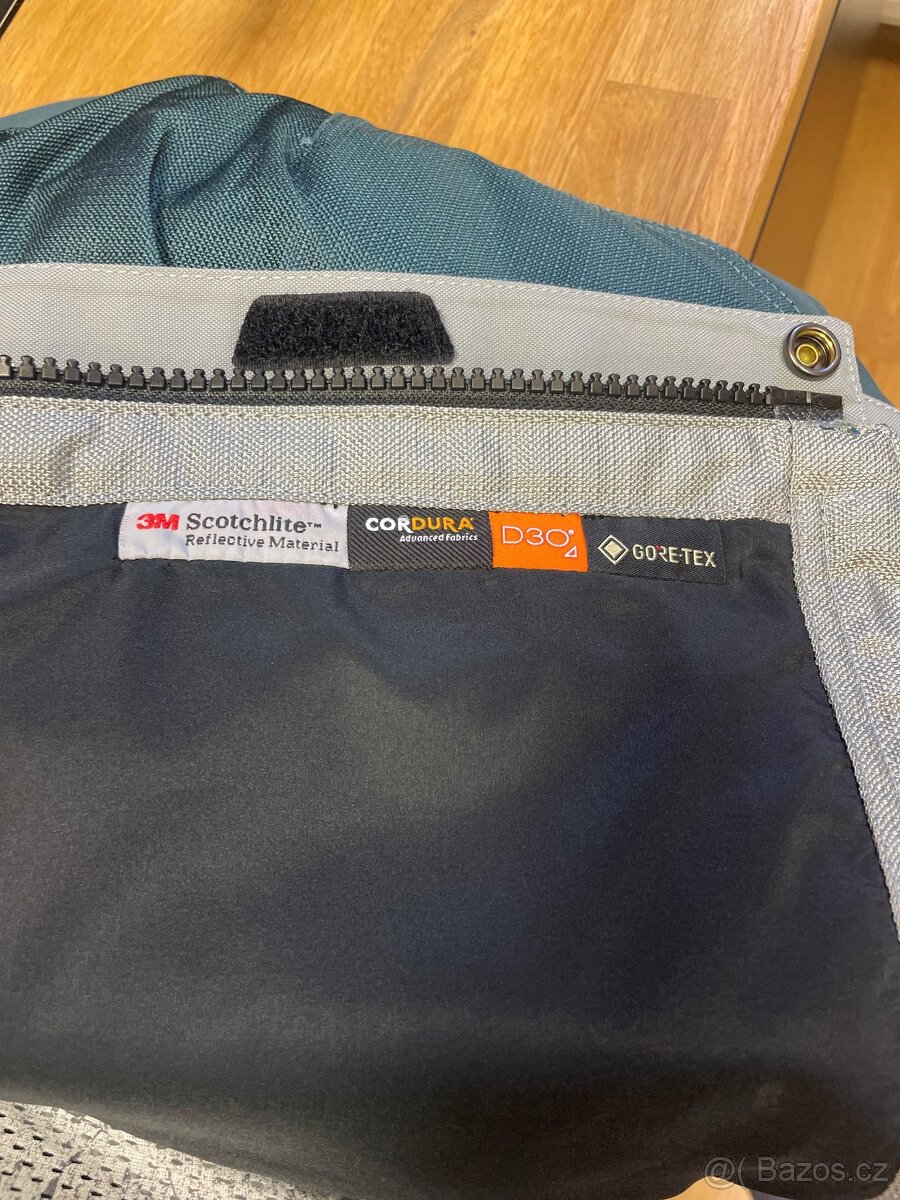 3M Scotchlite™
Reflective Material
CORDURA®
Advanced Fabrics
D3O®
GORE-TEX
@( Bazos.cz